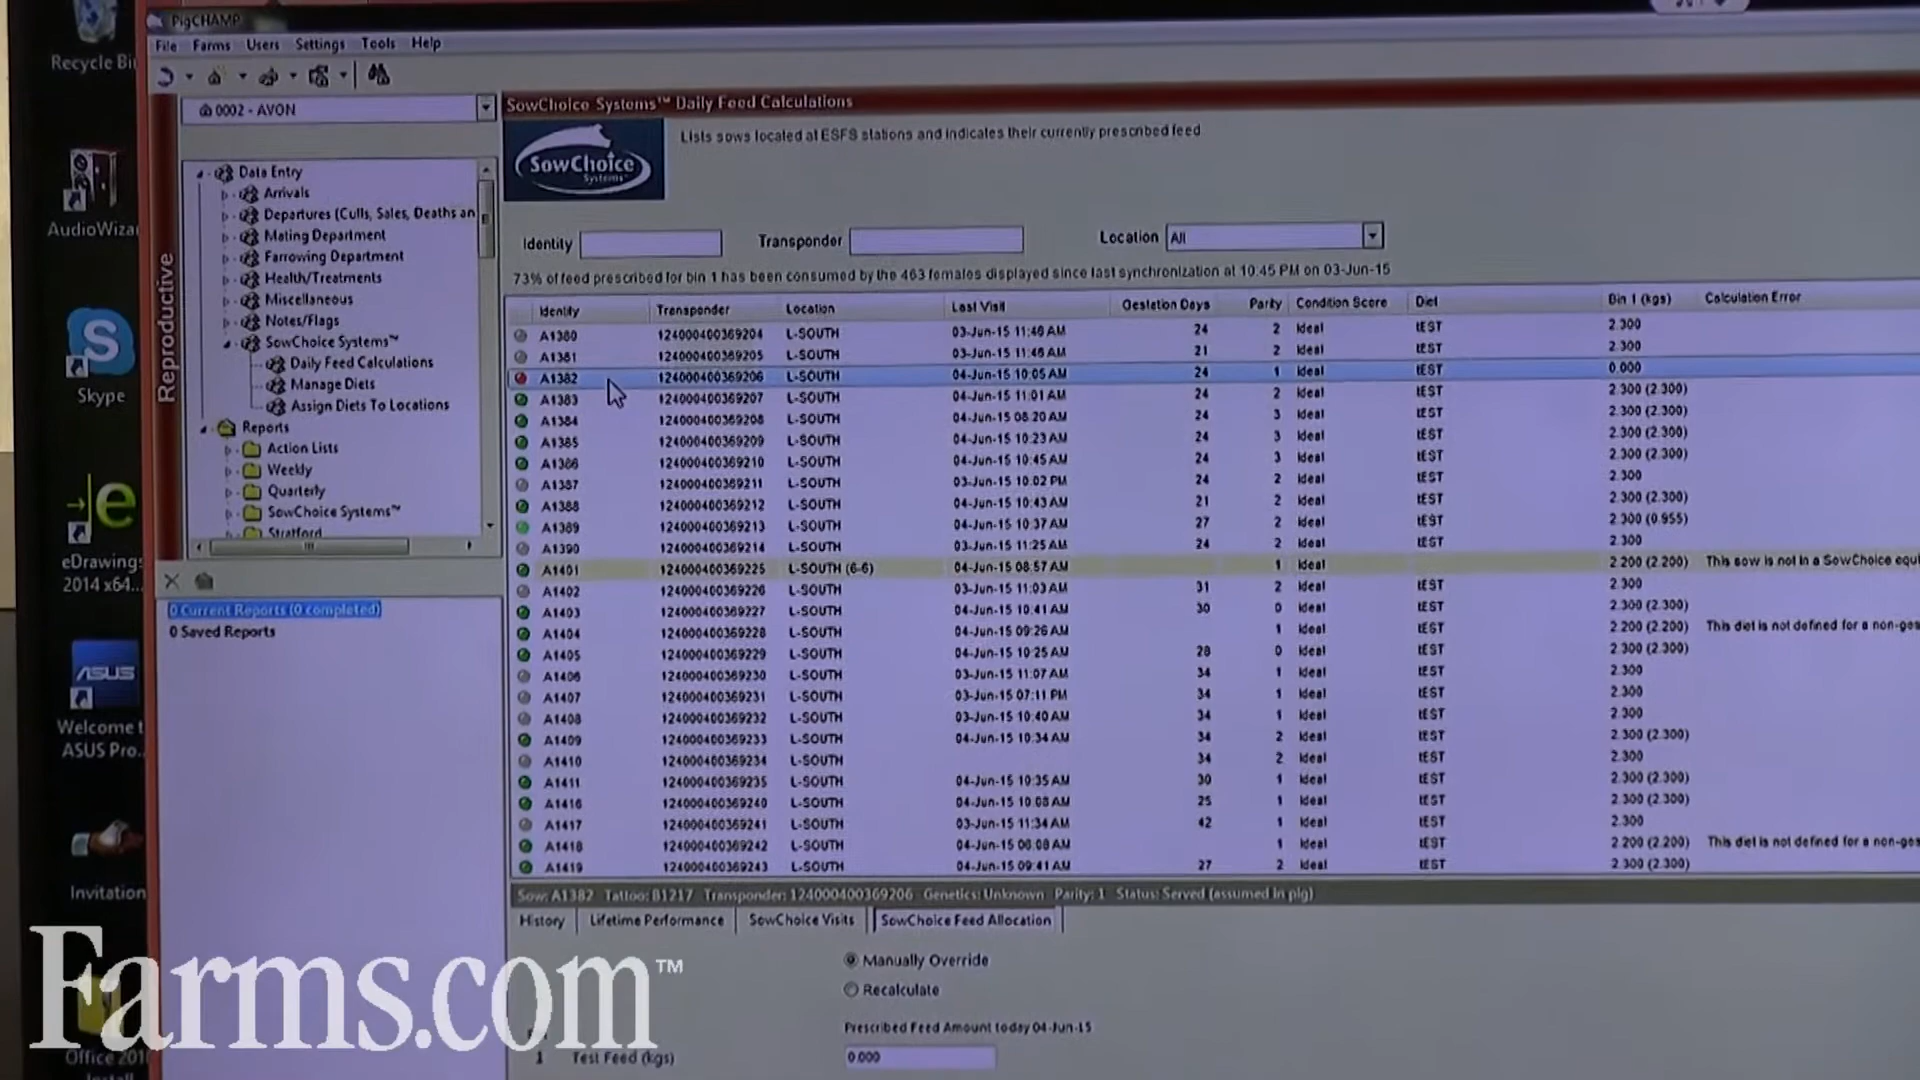 PigCHAMP
File Farms Users Settings Tools Help
0002 - AVON
Reproductive
Data Entry
Arrivals
Departures (Culls, Sales, Deaths an
Mating Department
Farrowing Department
Health/Treatments
Miscellaneous
Notes/Flags
SowChoice Systems™
Daily Feed Calculations
Manage Diets
Assign Diets To Locations
Reports
Action Lists
Weekly
Quarterly
SowChoice Systems™
Stratford
0 Current Reports (0 completed)
0 Saved Reports
Recycle Bi
AudioWiza
Skype
eDrawings
2014 x64...
ASUS
Welcome t
ASUS Pro...
Invitation
Office 201
SowChoice Systems™ Daily Feed Calculations
SowChoice
Systems™
Lists sows located at ESFS stations and indicates their currently prescribed feed
Identity Transponder Location All
73% of feed prescribed for bin 1 has been consumed by the 463 females displayed since last synchronization at 10:45 PM on 03-Jun-15
Identity Transponder Location Last Visit Gestation Days Parity Condition Score Diet Bin 1 (kgs) Calculation Error
A1380 124000400369204 L-SOUTH 03-Jun-15 11:46 AM 24 2 Ideal tEST 2.300
A1381 124000400369205 L-SOUTH 03-Jun-15 11:46 AM 21 2 Ideal tEST 2.300
A1382 124000400369206 L-SOUTH 04-Jun-15 10:05 AM 24 1 Ideal tEST 0.000
A1383 124000400369207 L-SOUTH 04-Jun-15 11:01 AM 24 2 Ideal tEST 2.300 (2.300)
A1384 124000400369208 L-SOUTH 04-Jun-15 08:20 AM 24 3 Ideal tEST 2.300 (2.300)
A1385 124000400369209 L-SOUTH 04-Jun-15 10:23 AM 24 3 Ideal tEST 2.300 (2.300)
A1386 124000400369210 L-SOUTH 04-Jun-15 10:45 AM 24 3 Ideal tEST 2.300 (2.300)
A1387 124000400369211 L-SOUTH 03-Jun-15 10:02 PM 24 2 Ideal tEST 2.300
A1388 124000400369212 L-SOUTH 04-Jun-15 10:43 AM 21 2 Ideal tEST 2.300 (2.300)
A1389 124000400369213 L-SOUTH 04-Jun-15 10:37 AM 27 2 Ideal tEST 2.300 (0.955)
A1390 124000400369214 L-SOUTH 03-Jun-15 11:25 AM 24 2 Ideal tEST 2.300
A1401 124000400369225 L-SOUTH (6-6) 04-Jun-15 08:57 AM 1 Ideal 2.200 (2.200) This sow is not in a SowChoice equi
A1402 124000400369226 L-SOUTH 03-Jun-15 11:03 AM 31 2 Ideal tEST 2.300
A1403 124000400369227 L-SOUTH 04-Jun-15 10:41 AM 30 0 Ideal tEST 2.300 (2.300)
A1404 124000400369228 L-SOUTH 04-Jun-15 09:26 AM 1 Ideal tEST 2.200 (2.200) This diet is not defined for a non-ges
A1405 124000400369229 L-SOUTH 04-Jun-15 10:25 AM 28 0 Ideal tEST 2.300 (2.300)
A1406 124000400369230 L-SOUTH 03-Jun-15 11:07 AM 34 1 Ideal tEST 2.300
A1407 124000400369231 L-SOUTH 03-Jun-15 07:11 PM 34 1 Ideal tEST 2.300
A1408 124000400369232 L-SOUTH 03-Jun-15 10:40 AM 34 1 Ideal tEST 2.300
A1409 124000400369233 L-SOUTH 04-Jun-15 10:34 AM 34 2 Ideal tEST 2.300 (2.300)
A1410 124000400369234 L-SOUTH 34 2 Ideal tEST 2.300
A1411 124000400369235 L-SOUTH 04-Jun-15 10:35 AM 30 1 Ideal tEST 2.300 (2.300)
A1416 124000400369240 L-SOUTH 04-Jun-15 10:08 AM 25 1 Ideal tEST 2.300 (2.300)
A1417 124000400369241 L-SOUTH 03-Jun-15 11:34 AM 42 1 Ideal tEST 2.300
A1418 124000400369242 L-SOUTH 04-Jun-15 08:08 AM 1 Ideal tEST 2.200 (2.200) This diet is not defined for a non-ges
A1419 124000400369243 L-SOUTH 04-Jun-15 09:41 AM 27 2 Ideal tEST 2.300 (2.300)
Sow: A1382 Tattoo: B1217 Transponder: 124000400369206 Genetics: Unknown Parity: 1 Status: Served (assumed in pig)
History Lifetime Performance SowChoice Visits SowChoice Feed Allocation
Manually Override
Recalculate
Prescribed Feed Amount today 04-Jun-15
1 Test Feed (kgs) 0.000
Farms.com™